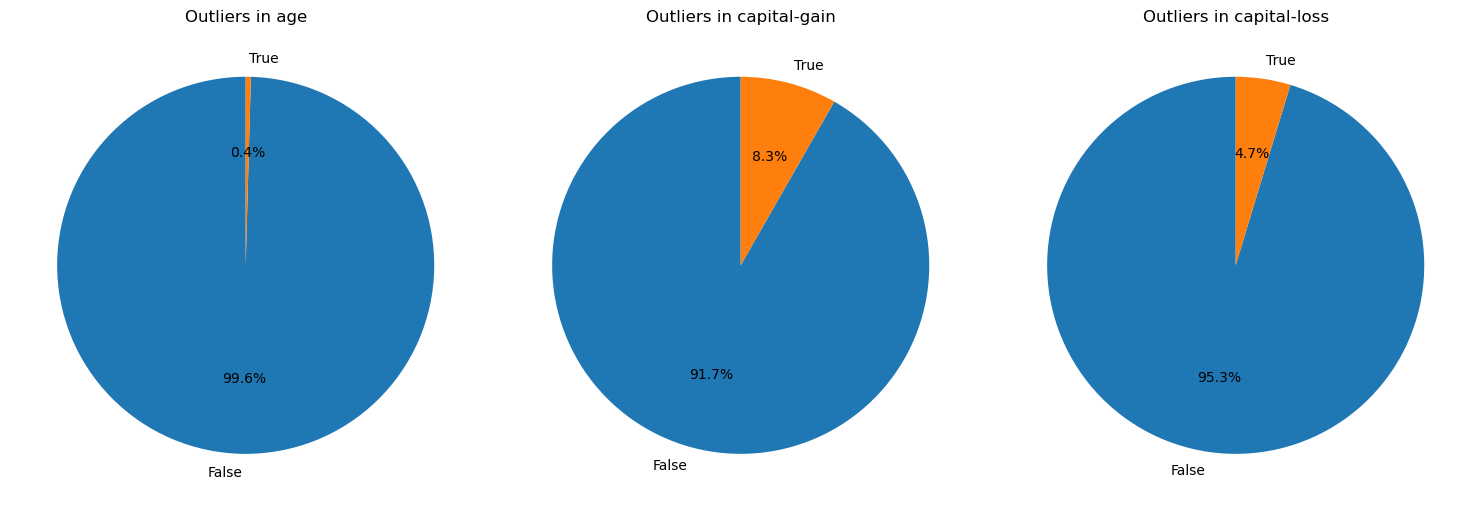 Outliers in age
True
0.4%
99.6%
False
Outliers in capital-gain
True
8.3%
91.7%
False
Outliers in capital-loss
True
4.7%
95.3%
False